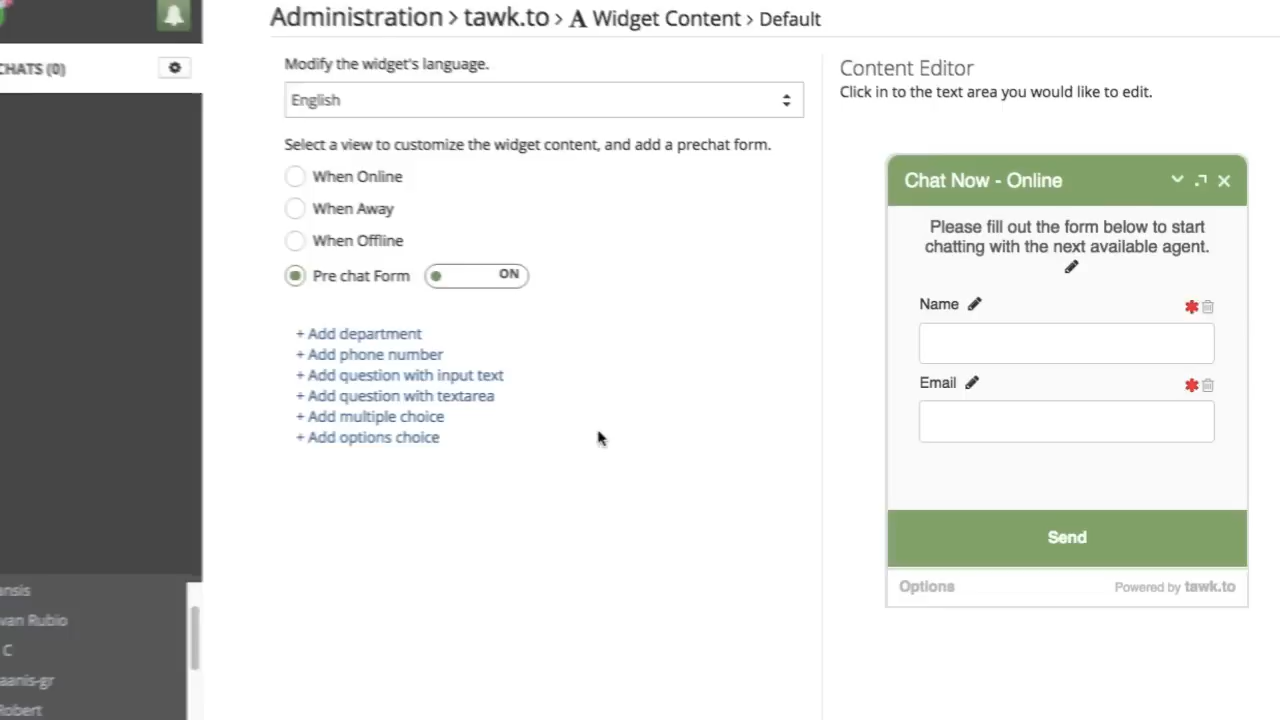 Administration > tawk.to > A Widget Content > Default
CHATS (0)
Modify the widget's language.
English
Select a view to customize the widget content, and add a prechat form.
When Online
When Away
When Offline
Pre chat Form ON
+ Add department
+ Add phone number
+ Add question with input text
+ Add question with textarea
+ Add multiple choice
+ Add options choice
Content Editor
Click in to the text area you would like to edit.
Chat Now - Online
Please fill out the form below to start
chatting with the next available agent.
Name
Email
Send
Options Powered by tawk.to
ansis
van Rubio
C
aanis-gr
Robert